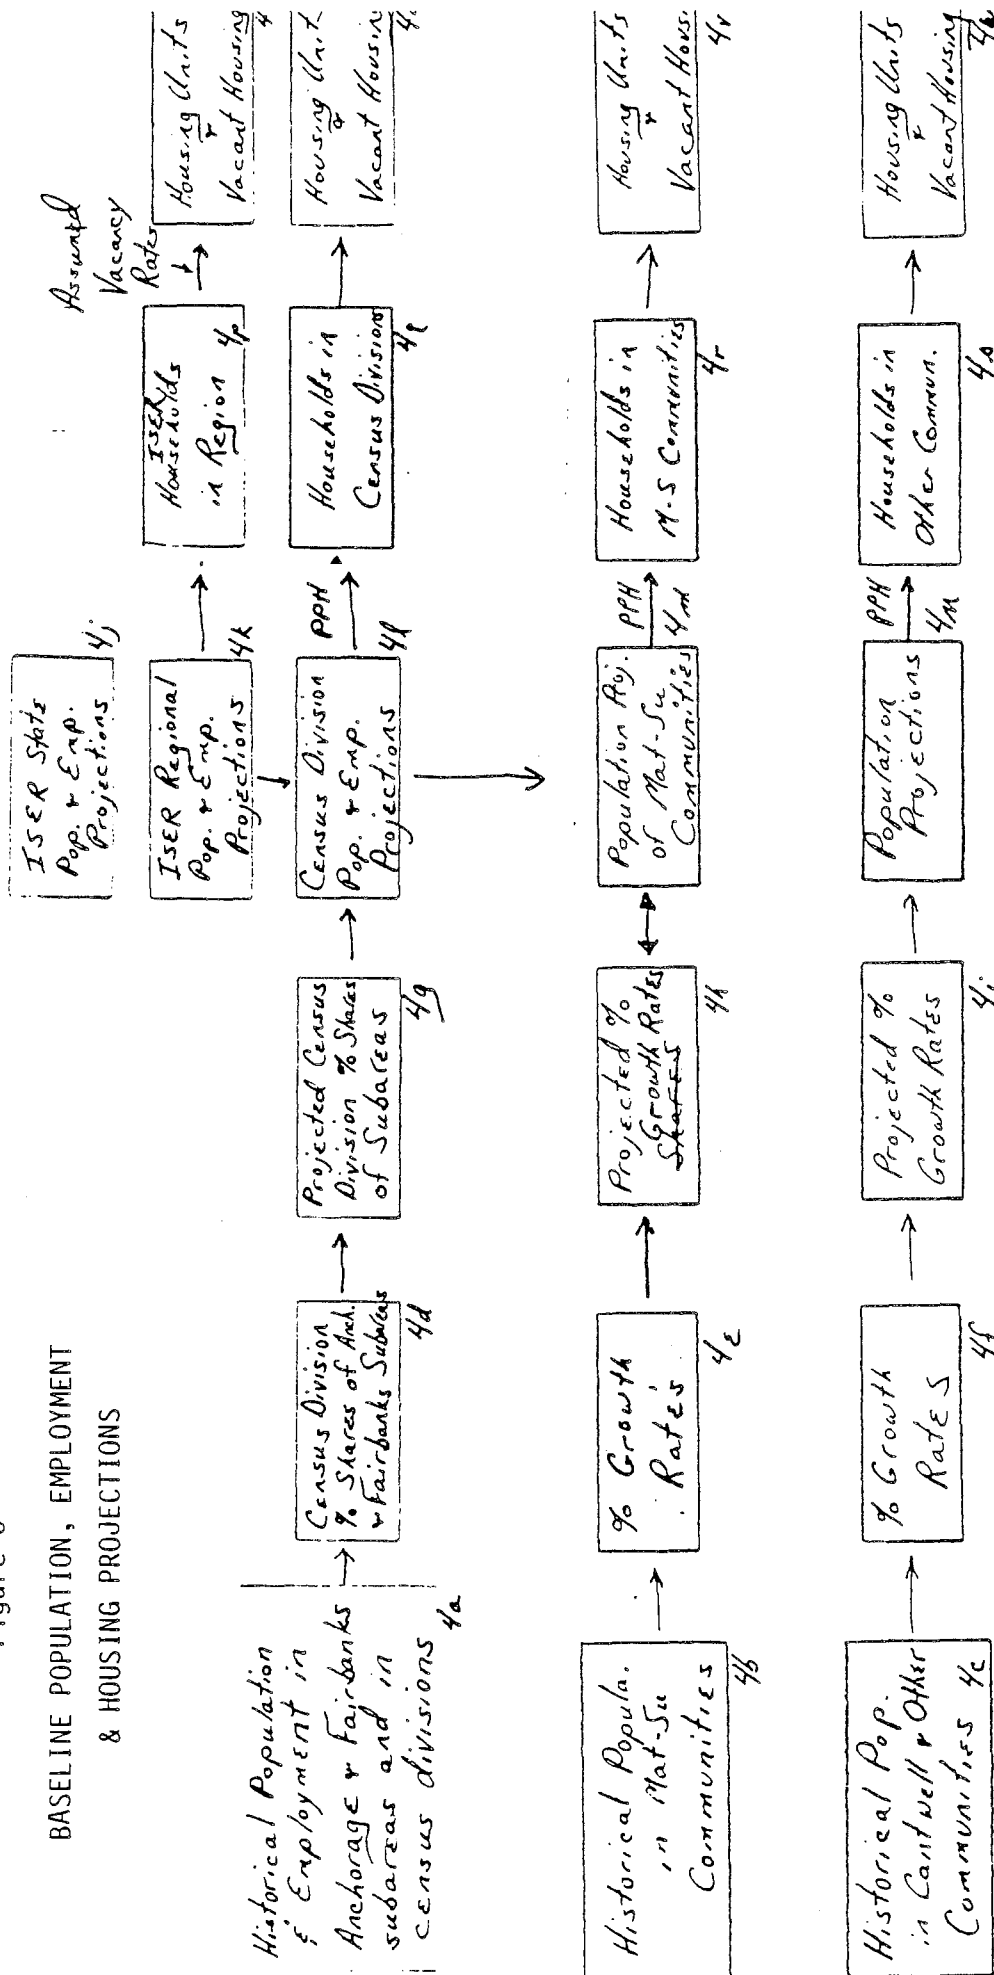 BASELINE POPULATION, EMPLOYMENT
& HOUSING PROJECTIONS
ISER State
Pop. & Emp.
Projections
4j
Assumed
Vacancy
Rates
ISER Regional
Pop. & Emp.
Projections
4k
ISER
Households
in Region
4p
Housing Units
&
Vacant Housing
Historical Population
& Employment in
Anchorage & Fairbanks
subareas and in
census divisions
4a
Census Division
% Shares of Anch.
& Fairbanks Subareas
4d
Projected Census
Division % Shares
of Subareas
4g
Census Division
Pop. & Emp.
Projections
4l
PPH
Households in
Census Divisions
Housing Unit
&
Vacant Housin
Historical Popula.
in Mat-Su
Communities
4b
% Growth
Rates
4e
Projected %
Growth Rates
Shares
4h
Population Proj.
of Mat-Su
Communities
PPH
4m
Households in
M-S Communities
4r
Housing Units
&
Vacant Housi
4v
Historical Pop.
in Cantwell & Other
Communities
4c
% Growth
Rates
4f
Projected %
Growth Rates
4i
Population
Projections
PPH
4n
Households in
Other Commun.
4s
Housing Units
&
Vacant Housing